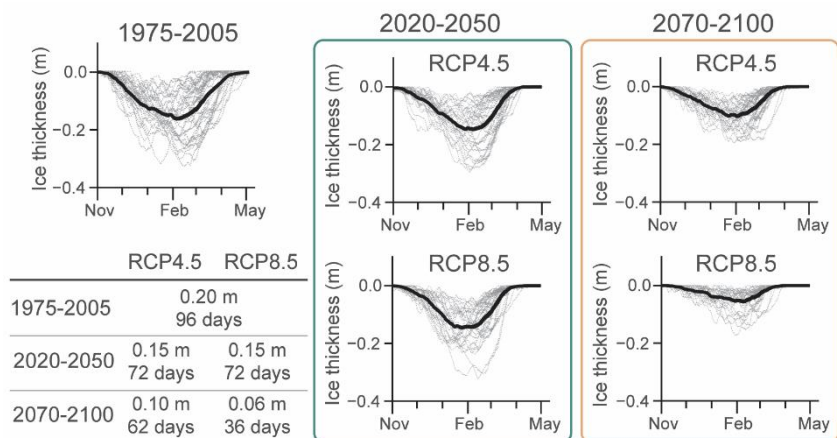 1975-2005
Ice thickness (m)
0.0
−0.2
−0.4
Nov
Feb
May
RCP4.5 RCP8.5
1975-2005
0.20 m
96 days
2020-2050
0.15 m 0.15 m
72 days 72 days
2070-2100
0.10 m 0.06 m
62 days 36 days
2020-2050
RCP4.5
Ice thickness (m)
0.0
−0.2
−0.4
Nov
Feb
May
RCP8.5
Ice thickness (m)
0.0
−0.2
−0.4
Nov
Feb
May
2070-2100
RCP4.5
Ice thickness (m)
0.0
−0.2
−0.4
Nov
Feb
May
RCP8.5
Ice thickness (m)
0.0
−0.2
−0.4
Nov
Feb
May